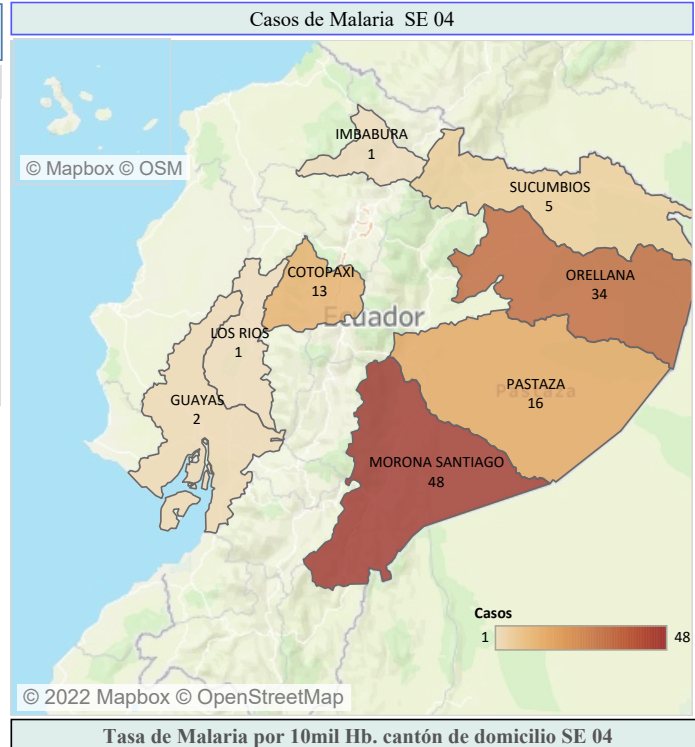 Casos de Malaria SE 04
© Mapbox © OSM
IMBABURA
1
SUCUMBIOS
5
COTOPAXI
13
ORELLANA
34
Ecuador
LOS RIOS
1
PASTAZA
Pastaza
16
GUAYAS
2
MORONA SANTIAGO
48
Casos
1 48
© 2022 Mapbox © OpenStreetMap
Tasa de Malaria por 10mil Hb. cantón de domicilio SE 04